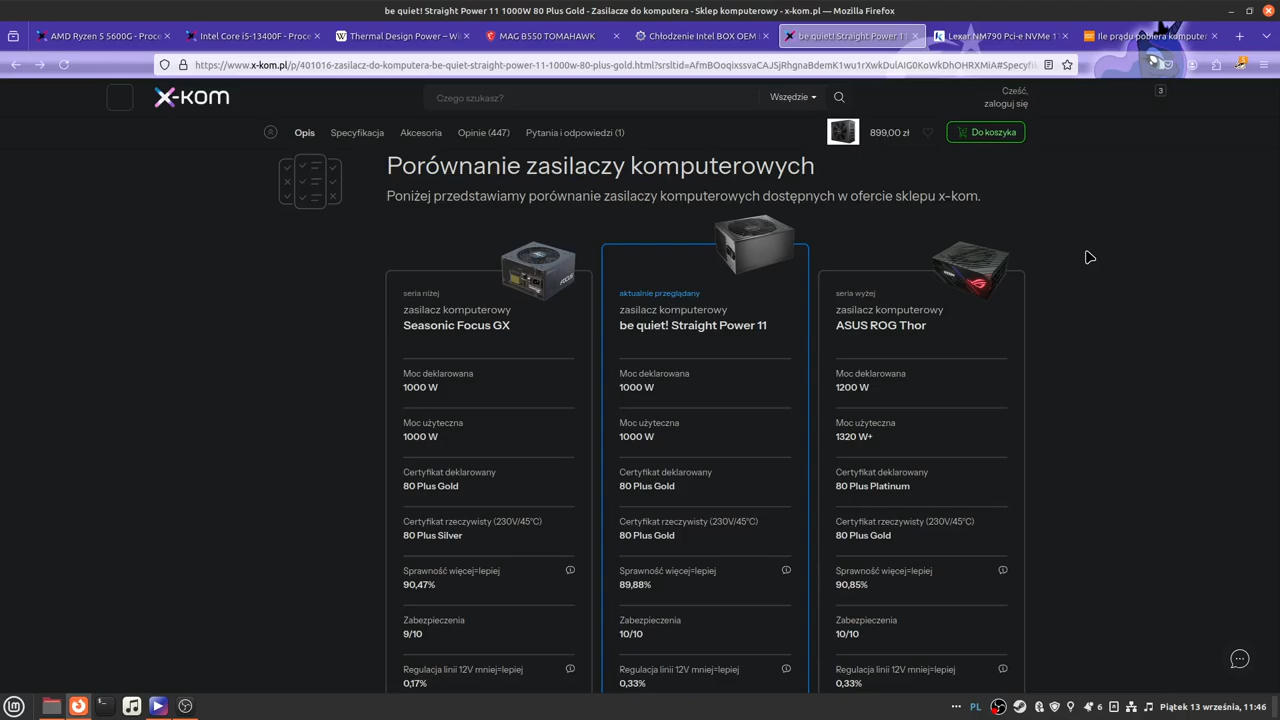 be quiet! Straight Power 11 1000W 80 Plus Gold - Zasilacze do komputera - Sklep komputerowy - x-kom.pl — Mozilla Firefox
AMD Ryzen 5 5600G - Proce
Intel Core i5-13400F - Proce
Thermal Design Power – Wi
MAG B550 TOMAHAWK
Chłodzenie Intel BOX OEM
be quiet! Straight Power 11
Lexar NM790 Pci-e NVMe 1
Ile prądu pobiera kompute
https://www.x-kom.pl/p/401016-zasilacz-do-komputera-be-quiet-straight-power-11-1000w-80-plus-gold.html?srsltid=
x-kom
Czego szukasz?
Wszędzie
Cześć,
zaloguj się
3
Opis
Specyfikacja
Akcesoria
Opinie (447)
Pytania i odpowiedzi (1)
899,00 zł
Do koszyka
Porównanie zasilaczy komputerowych
Poniżej przedstawiamy porównanie zasilaczy komputerowych dostępnych w ofercie sklepu x-kom.
seria niżej
zasilacz komputerowy
Seasonic Focus GX
Moc deklarowana
1000 W
Moc użyteczna
1000 W
Certyfikat deklarowany
80 Plus Gold
Certyfikat rzeczywisty (230V/45°C)
80 Plus Silver
Sprawność więcej=lepiej
90,47%
Zabezpieczenia
9/10
Regulacja linii 12V mniej=lepiej
0,17%
aktualnie przeglądany
zasilacz komputerowy
be quiet! Straight Power 11
Moc deklarowana
1000 W
Moc użyteczna
1000 W
Certyfikat deklarowany
80 Plus Gold
Certyfikat rzeczywisty (230V/45°C)
80 Plus Gold
Sprawność więcej=lepiej
89,88%
Zabezpieczenia
10/10
Regulacja linii 12V mniej=lepiej
0,33%
seria wyżej
zasilacz komputerowy
ASUS ROG Thor
Moc deklarowana
1200 W
Moc użyteczna
1320 W+
Certyfikat deklarowany
80 Plus Platinum
Certyfikat rzeczywisty (230V/45°C)
80 Plus Gold
Sprawność więcej=lepiej
90,85%
Zabezpieczenia
10/10
Regulacja linii 12V mniej=lepiej
0,33%
PL
6
Piątek 13 września, 11:46